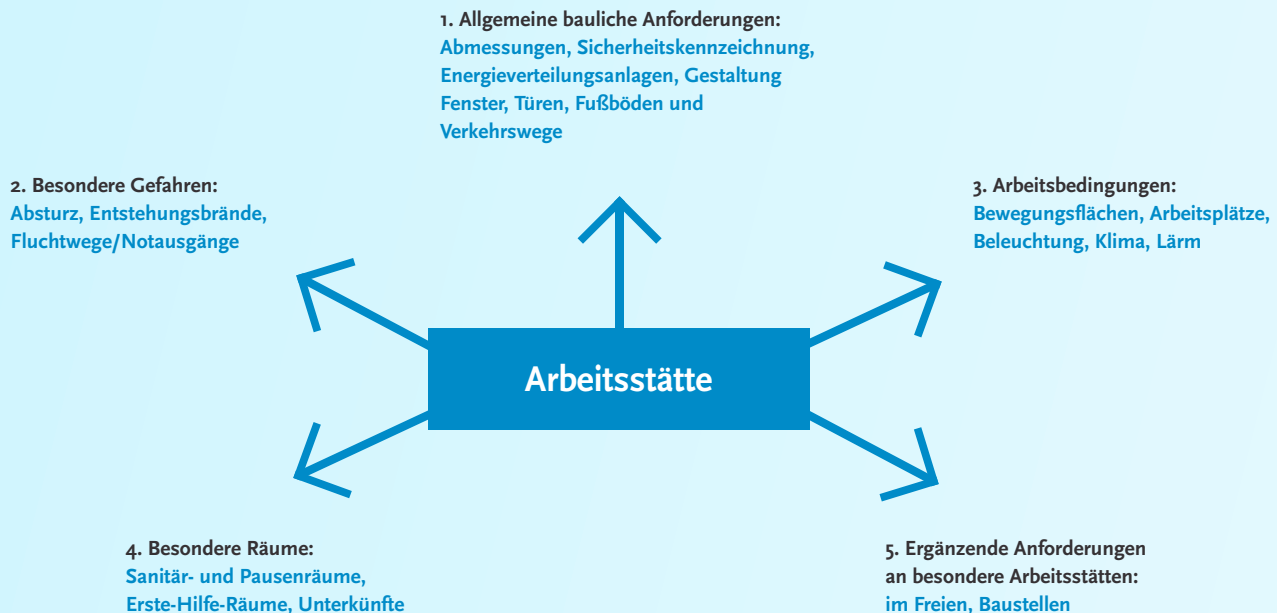 1. Allgemeine bauliche Anforderungen:
Abmessungen, Sicherheitskennzeichnung,
Energieverteilungsanlagen, Gestaltung
Fenster, Türen, Fußböden und
Verkehrswege
2. Besondere Gefahren:
Absturz, Entstehungsbrände,
Fluchtwege/Notausgänge
3. Arbeitsbedingungen:
Bewegungsflächen, Arbeitsplätze,
Beleuchtung, Klima, Lärm
Arbeitsstätte
4. Besondere Räume:
Sanitär- und Pausenräume,
Erste-Hilfe-Räume, Unterkünfte
5. Ergänzende Anforderungen
an besondere Arbeitsstätten:
im Freien, Baustellen